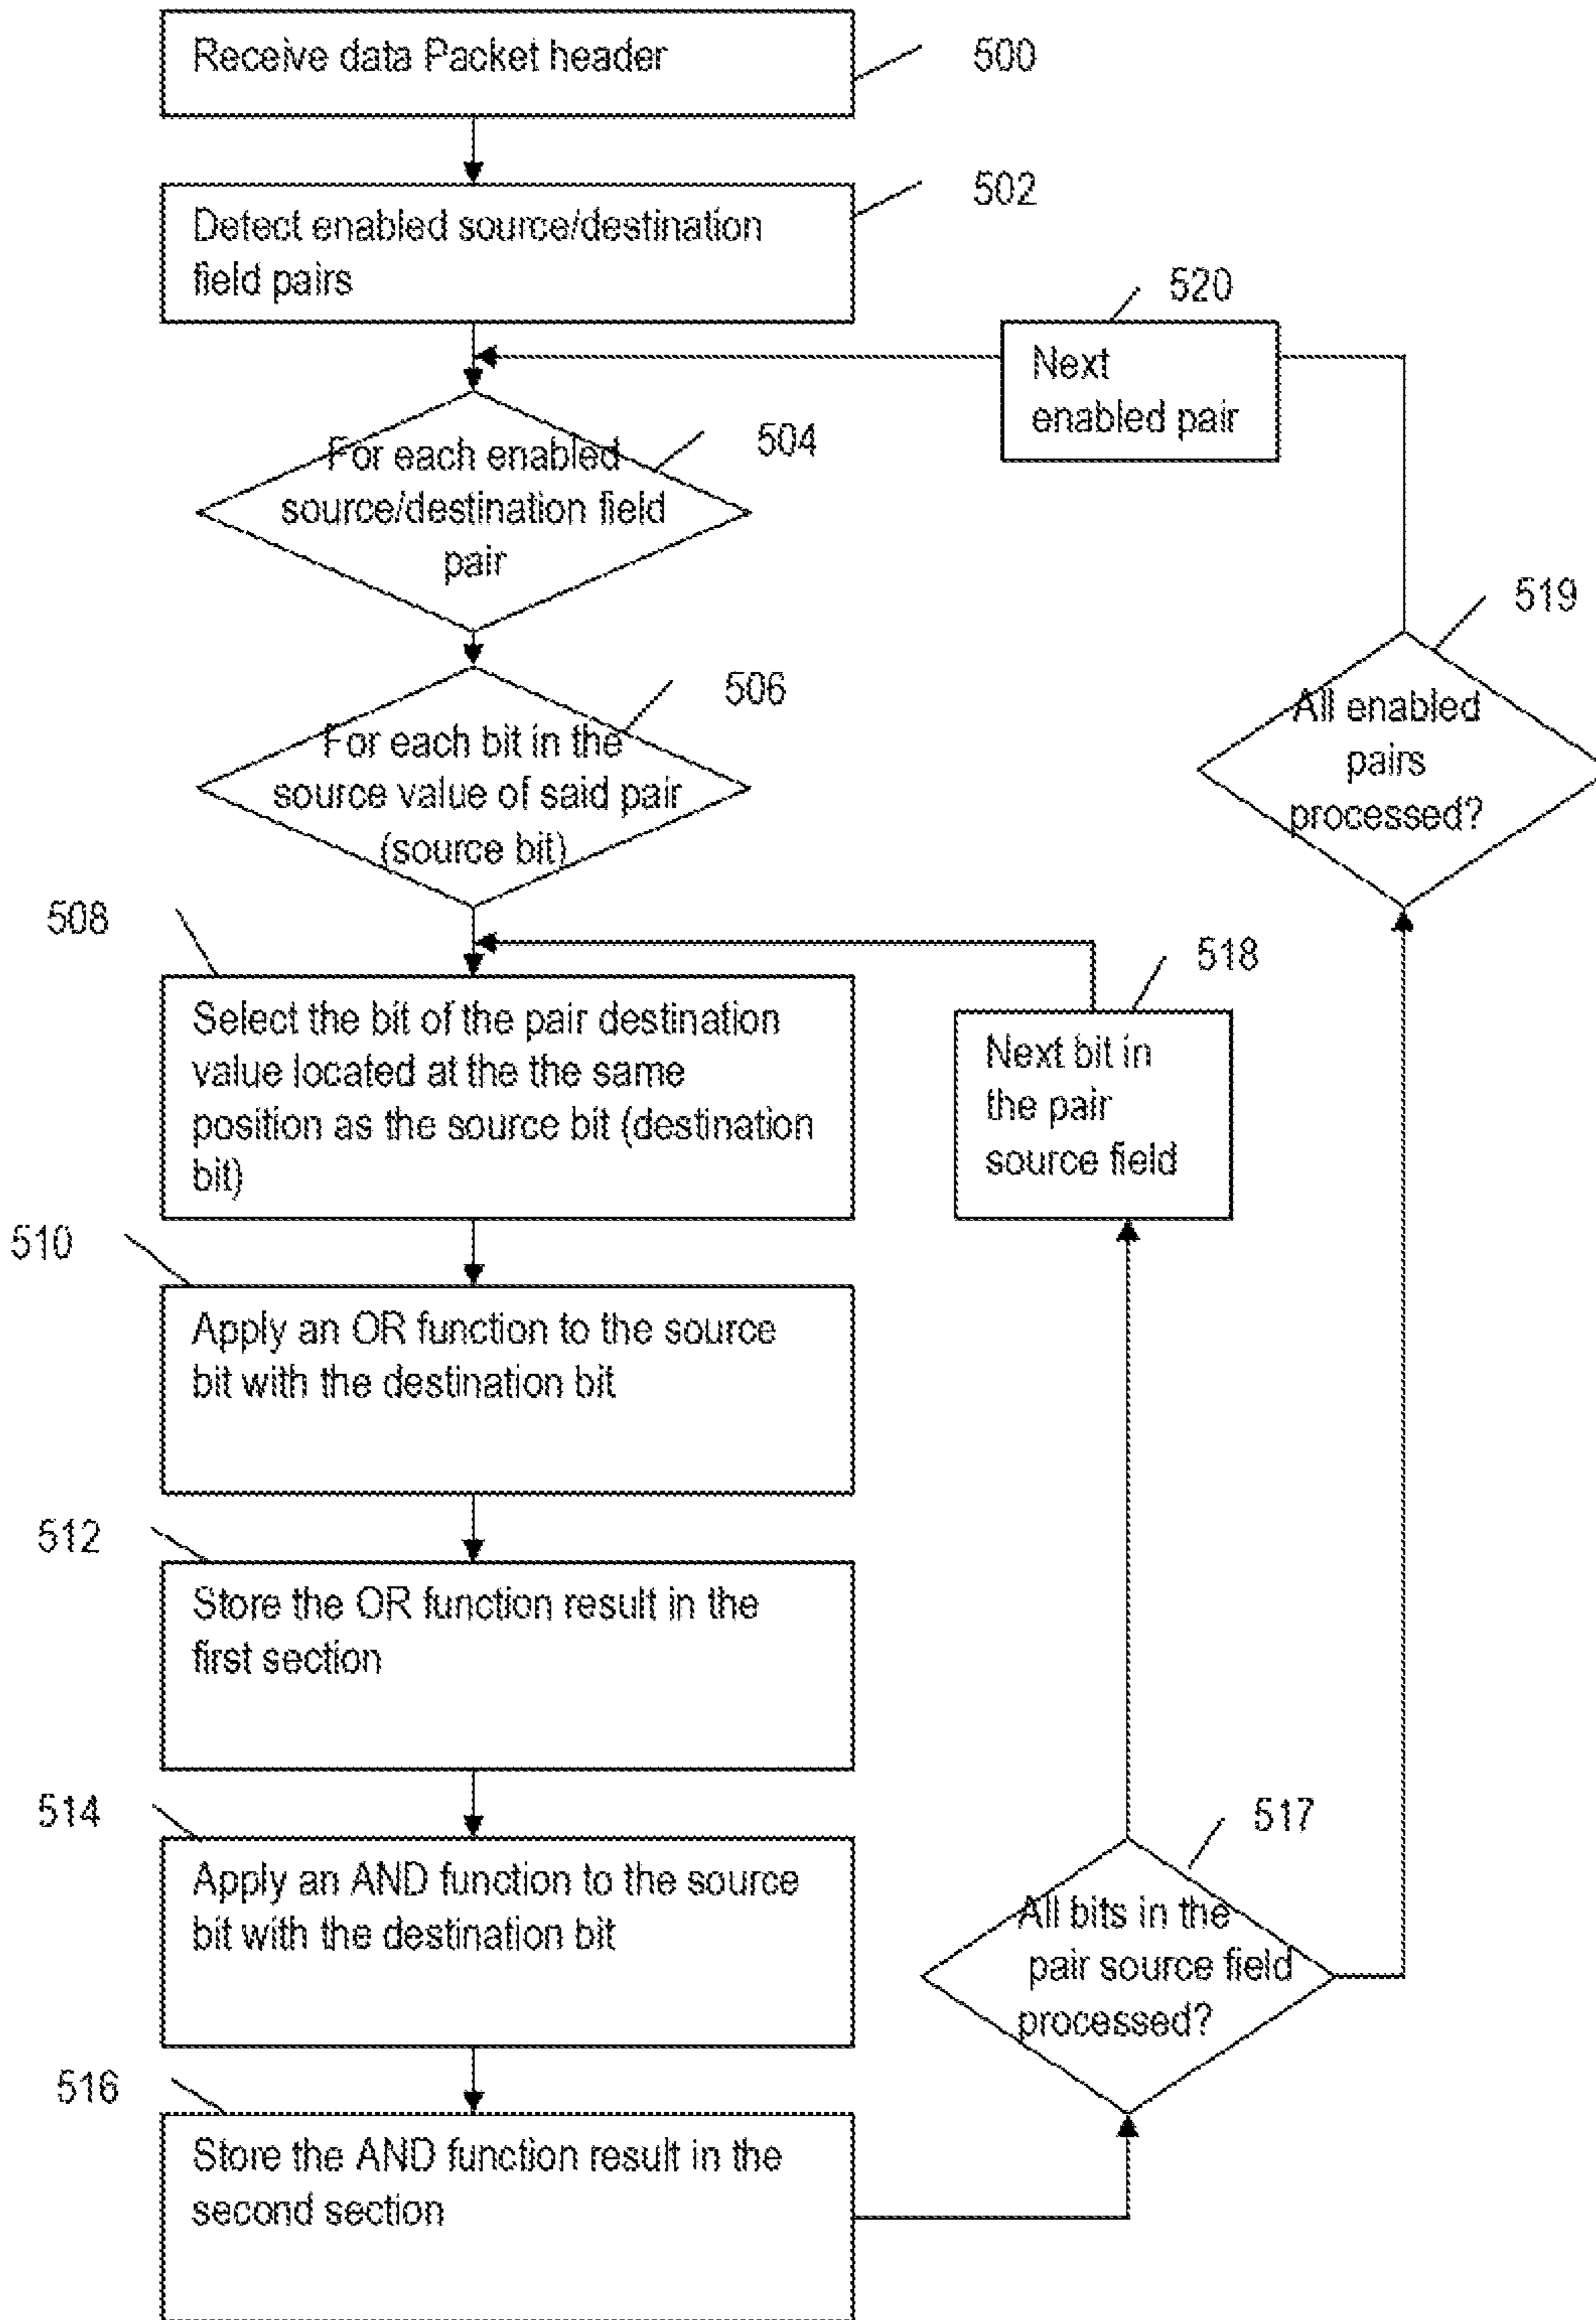 Receive data Packet header
500
Detect enabled source/destination
field pairs
502
520
Next
enabled pair
For each enabled
source/destination field
pair
504
519
All enabled
pairs
processed?
For each bit in the
source value of said pair
(source bit)
506
508
Select the bit of the pair destination
value located at the the same
position as the source bit (destination
bit)
518
Next bit in
the pair
source field
510
Apply an OR function to the source
bit with the destination bit
512
Store the OR function result in the
first section
514
Apply an AND function to the source
bit with the destination bit
517
All bits in the
pair source field
processed?
516
Store the AND function result in the
second section